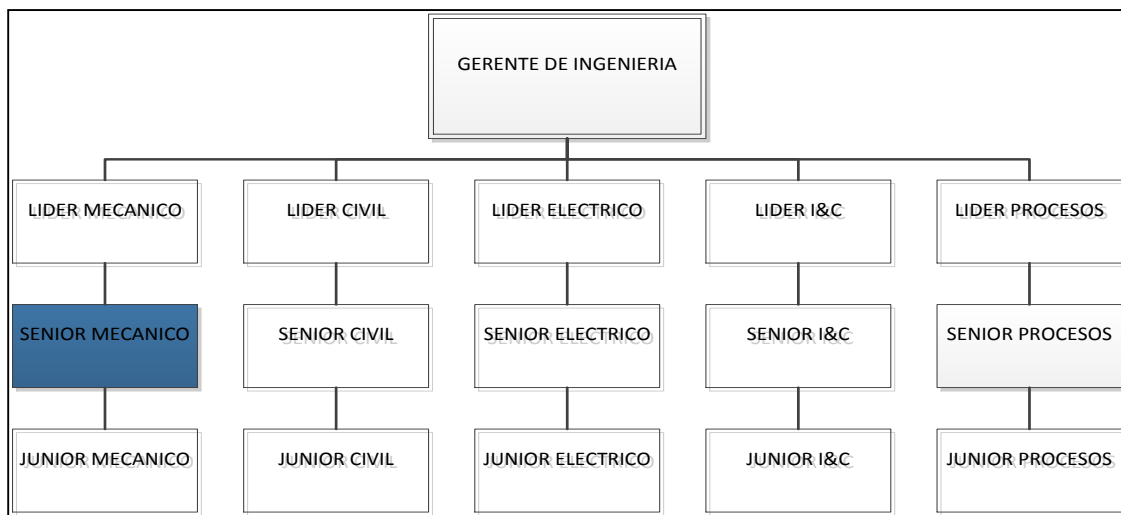 GERENTE DE INGENIERIA
LIDER MECANICO
LIDER CIVIL
LIDER ELECTRICO
LIDER I&C
LIDER PROCESOS
SENIOR MECANICO
SENIOR CIVIL
SENIOR ELECTRICO
SENIOR I&C
SENIOR PROCESOS
JUNIOR MECANICO
JUNIOR CIVIL
JUNIOR ELECTRICO
JUNIOR I&C
JUNIOR PROCESOS